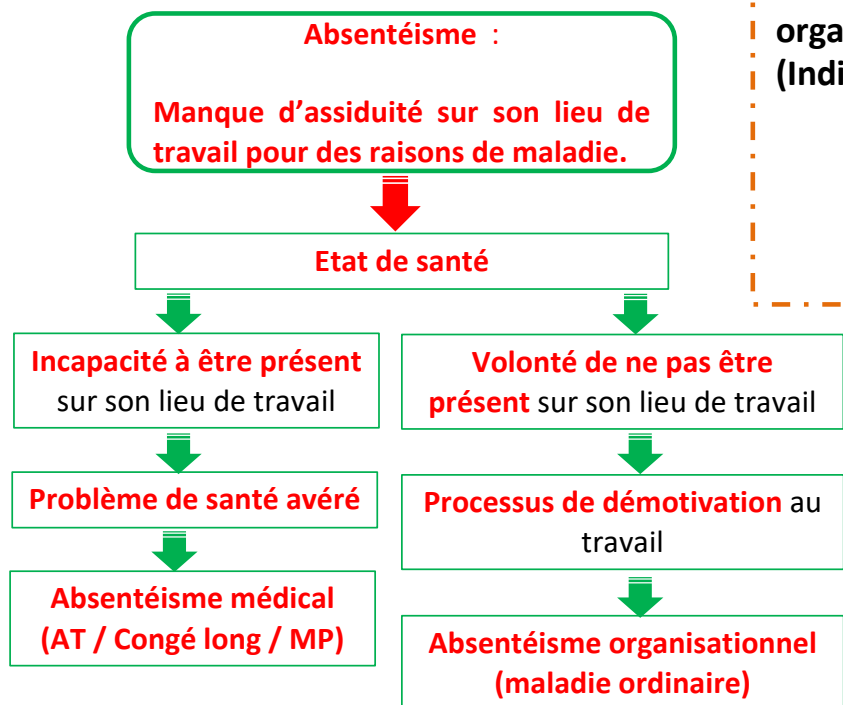 Absentéisme :
Manque d’assiduité sur son lieu de
travail pour des raisons de maladie.
Etat de santé
Incapacité à être présent
sur son lieu de travail
Problème de santé avéré
Absentéisme médical
(AT / Congé long / MP)
Volonté de ne pas être
présent sur son lieu de travail
Processus de démotivation au
travail
Absentéisme organisationnel
(maladie ordinaire)